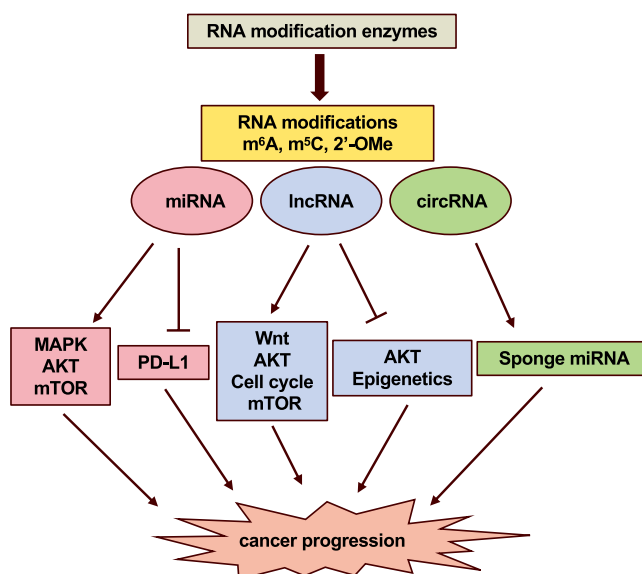 RNA modification enzymes
RNA modifications
m⁶A, m⁵C, 2’-OMe
miRNA
lncRNA
circRNA
MAPK
AKT
mTOR
PD-L1
Wnt
AKT
Cell cycle
mTOR
AKT
Epigenetics
Sponge miRNA
cancer progression